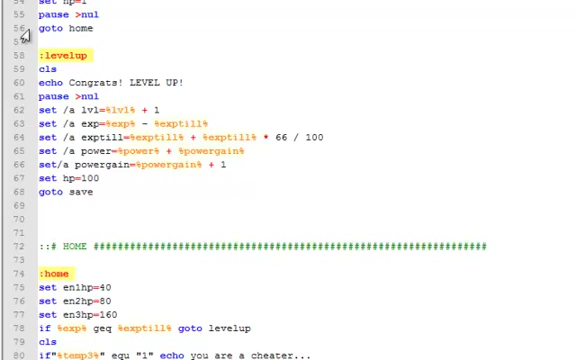 54 set hp=1
55 pause >nul
56 goto home
57
58 :levelup
59 cls
60 echo Congrats! LEVEL UP!
61 pause >nul
62 set /a lvl=%lvl% + 1
63 set /a exp=%exp% - %exptill%
64 set /a exptill=%exptill% + %exptill% * 66 / 100
65 set /a power=%power% + %powergain%
66 set/a powergain=%powergain% + 1
67 set hp=100
68 goto save
69
70
71
72 ::# HOME #################################################################
73
74 :home
75 set en1hp=40
76 set en2hp=80
77 set en3hp=160
78 if %exp% geq %exptill% goto levelup
79 cls
80 if"%temp3%" equ "1" echo you are a cheater...